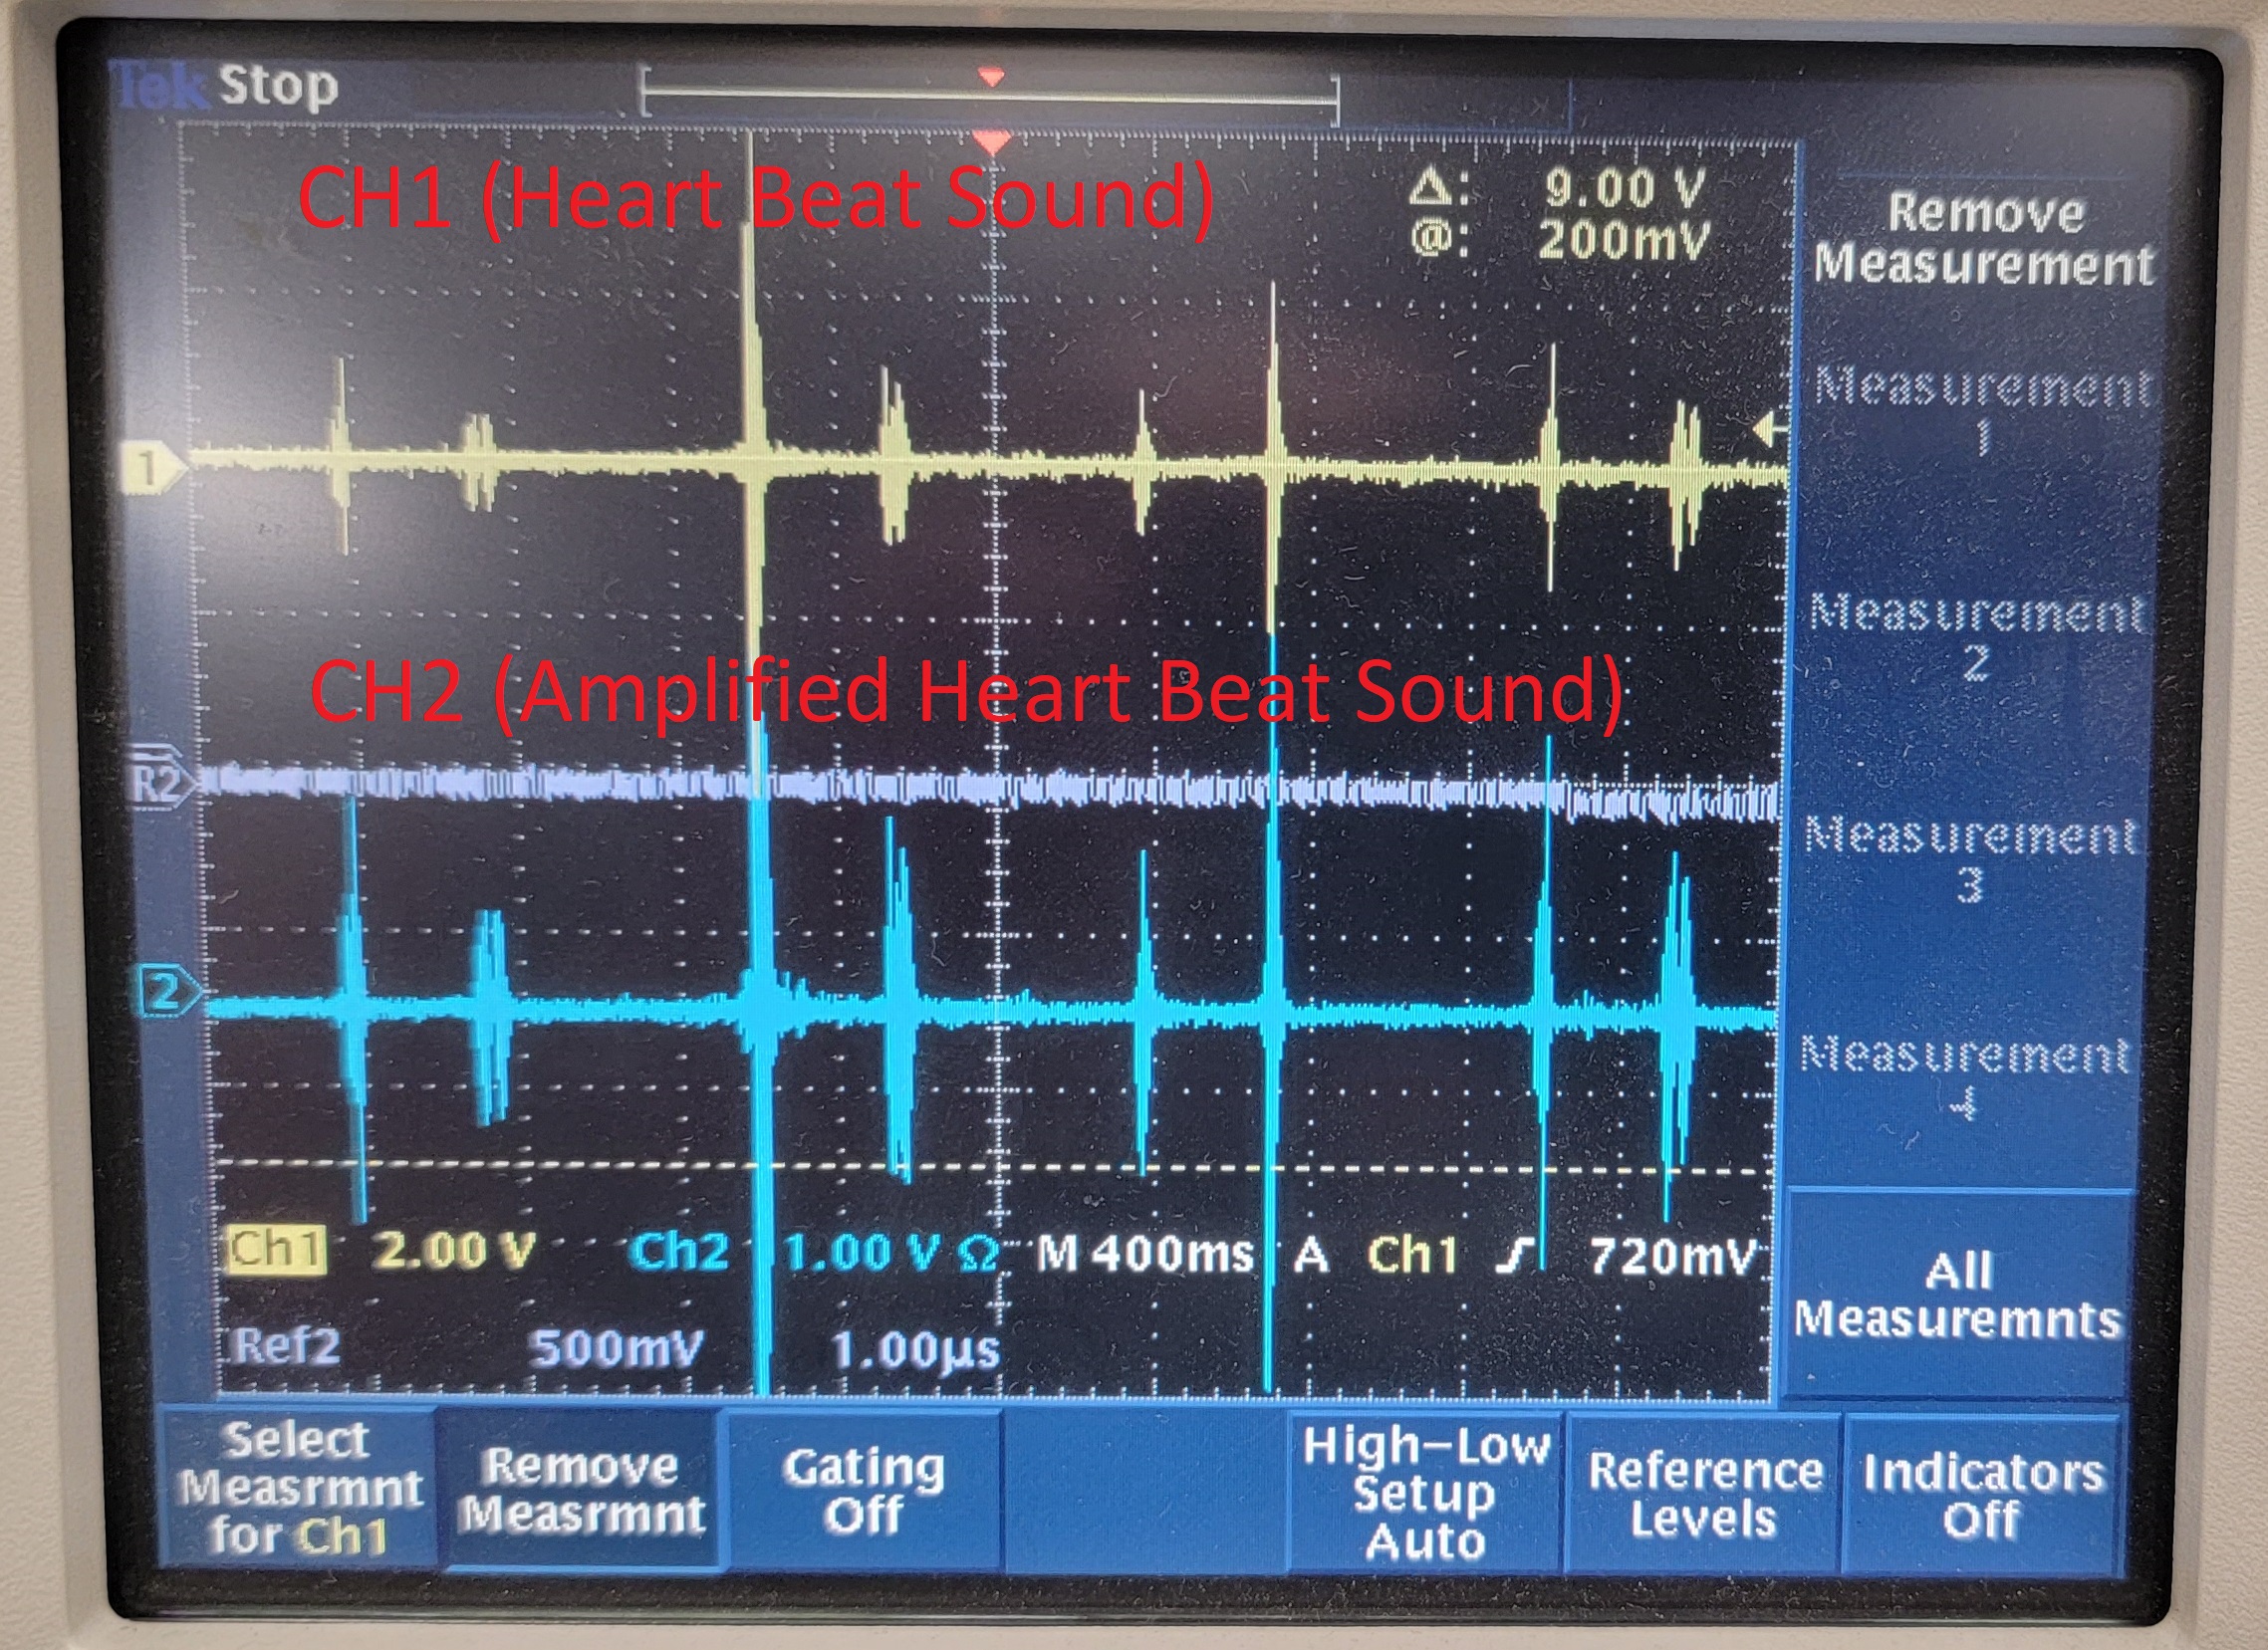 Tek Stop
CH1 (Heart Beat Sound)
Δ: 9.00 V
@: 200mV
1
CH2 (Amplified Heart Beat Sound)
R2
2
Ch1 2.00 V Ch2 1.00 V Ω M 400ms A Ch1 720mV
Ref2 500mV 1.00µs
Remove
Measurement
Measurement
1
Measurement
2
Measurement
3
Measurement
4
All
Measuremnts
Select
Measrmnt
for Ch1
Remove
Measrmnt
Gating
Off
High-Low
Setup
Auto
Reference
Levels
Indicators
Off